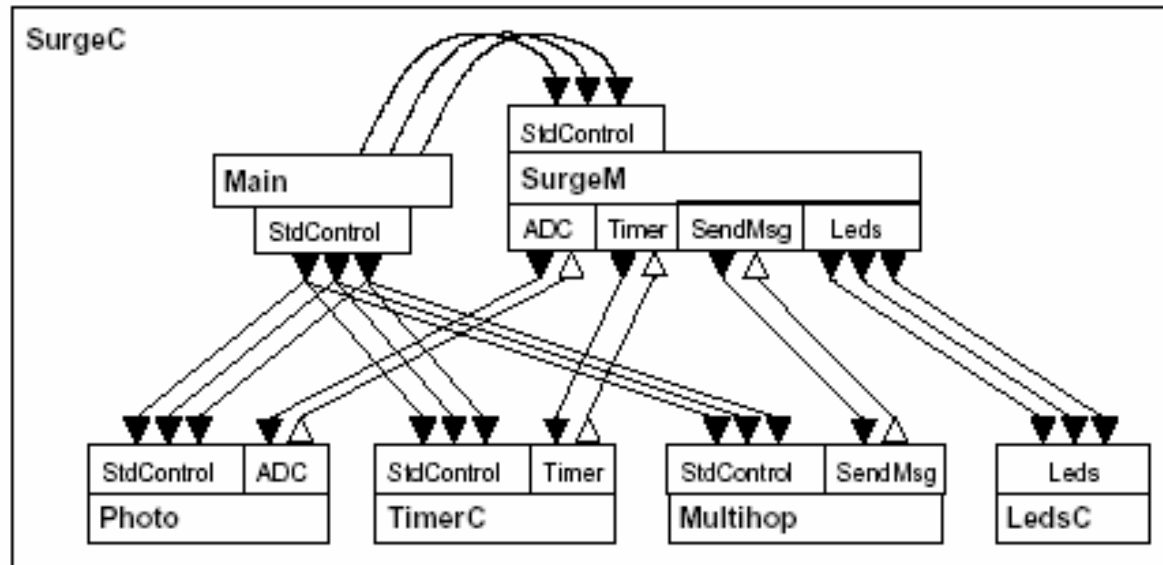 SurgeC
StdControl
Main
SurgeM
StdControl
ADC Timer SendMsg Leds
StdControl ADC StdControl Timer StdControl SendMsg Leds
Photo TimerC Multihop LedsC